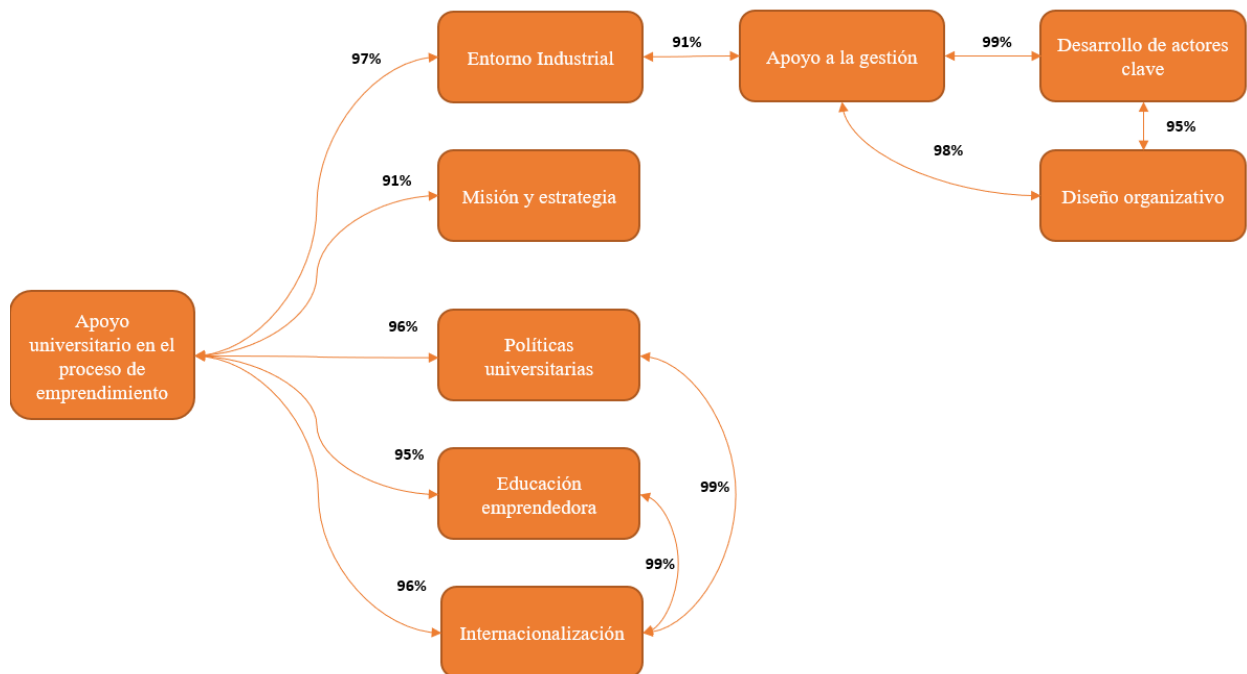 97%
Entorno Industrial
91%
Apoyo a la gestión
99%
Desarrollo de actores
clave
95%
98%
Diseño organizativo
91%
Misión y estrategia
Apoyo
universitario en el
proceso de
emprendimiento
96%
Políticas
universitarias
95%
Educación
emprendedora
99%
99%
96%
Internacionalización